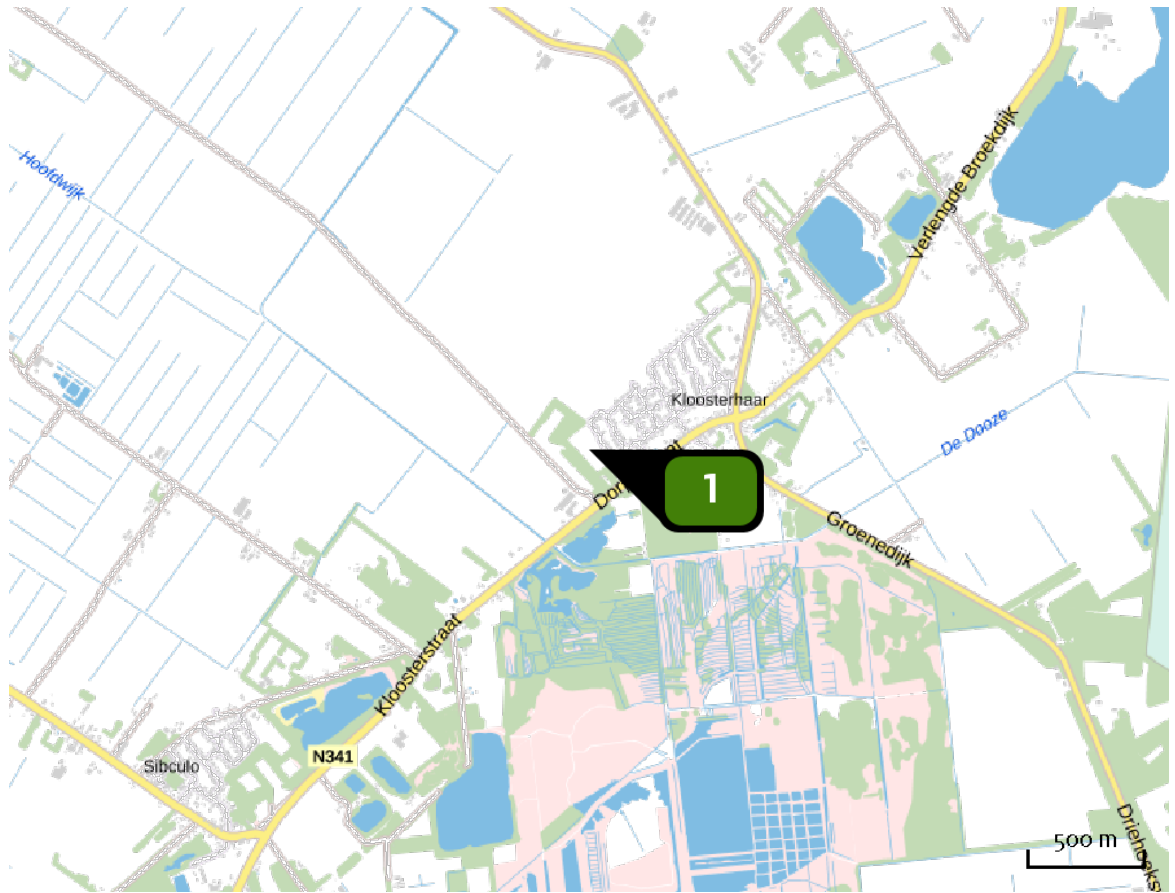 Hoofdwijk
Verlengde Broekdijk
Kloosterhaar
De Dooze
1
Groenedijk
Kloosterstraat
N341
Sibculo
500 m